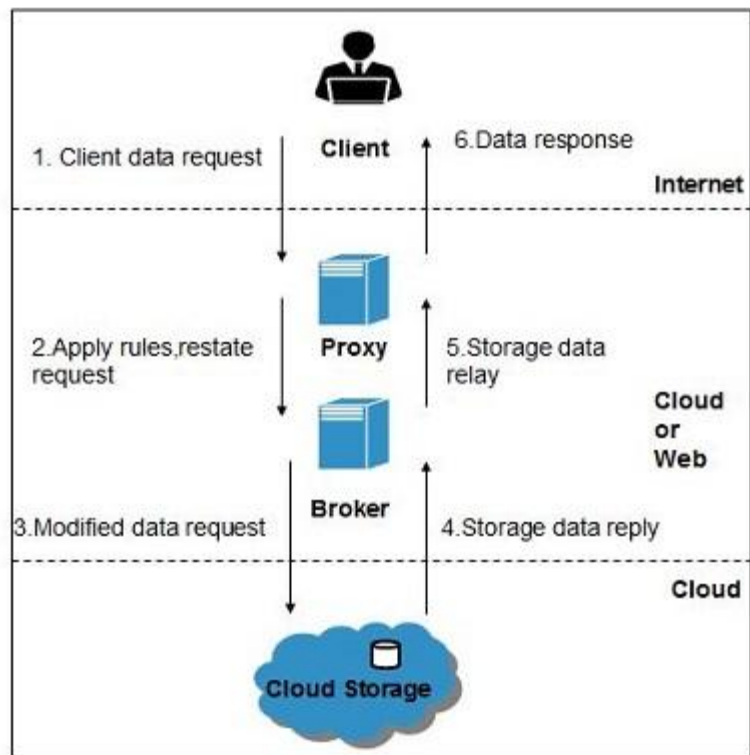 1. Client data request
Client
6.Data response
Internet
2.Apply rules,restate
request
Proxy
5.Storage data
relay
Cloud
or
Web
Broker
3.Modified data request
4.Storage data reply
Cloud
Cloud Storage